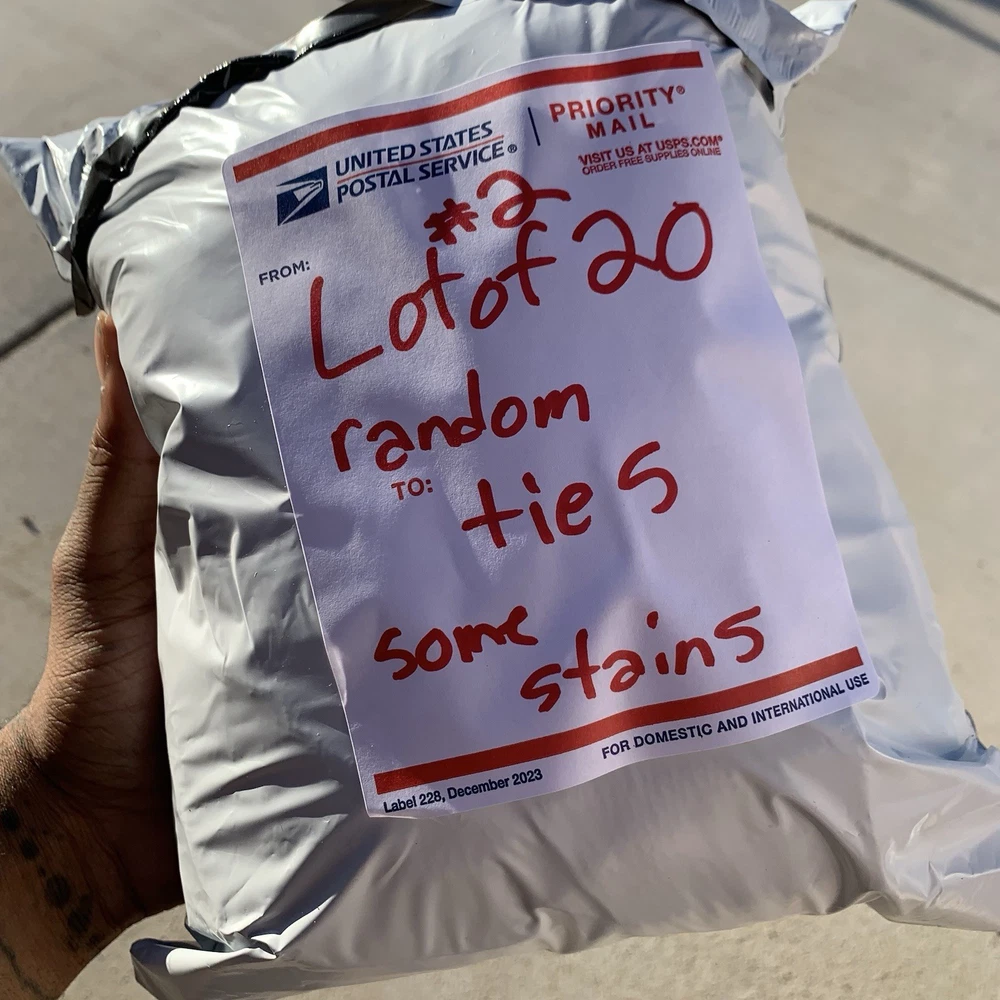 UNITED STATES
POSTAL SERVICE®
PRIORITY®
MAIL
VISIT US AT USPS.COM®
ORDER FREE SUPPLIES ONLINE
#2
FROM:
Lot of 20
random
TO:
ties
some
stains
FOR DOMESTIC AND INTERNATIONAL USE
Label 228, December 2023